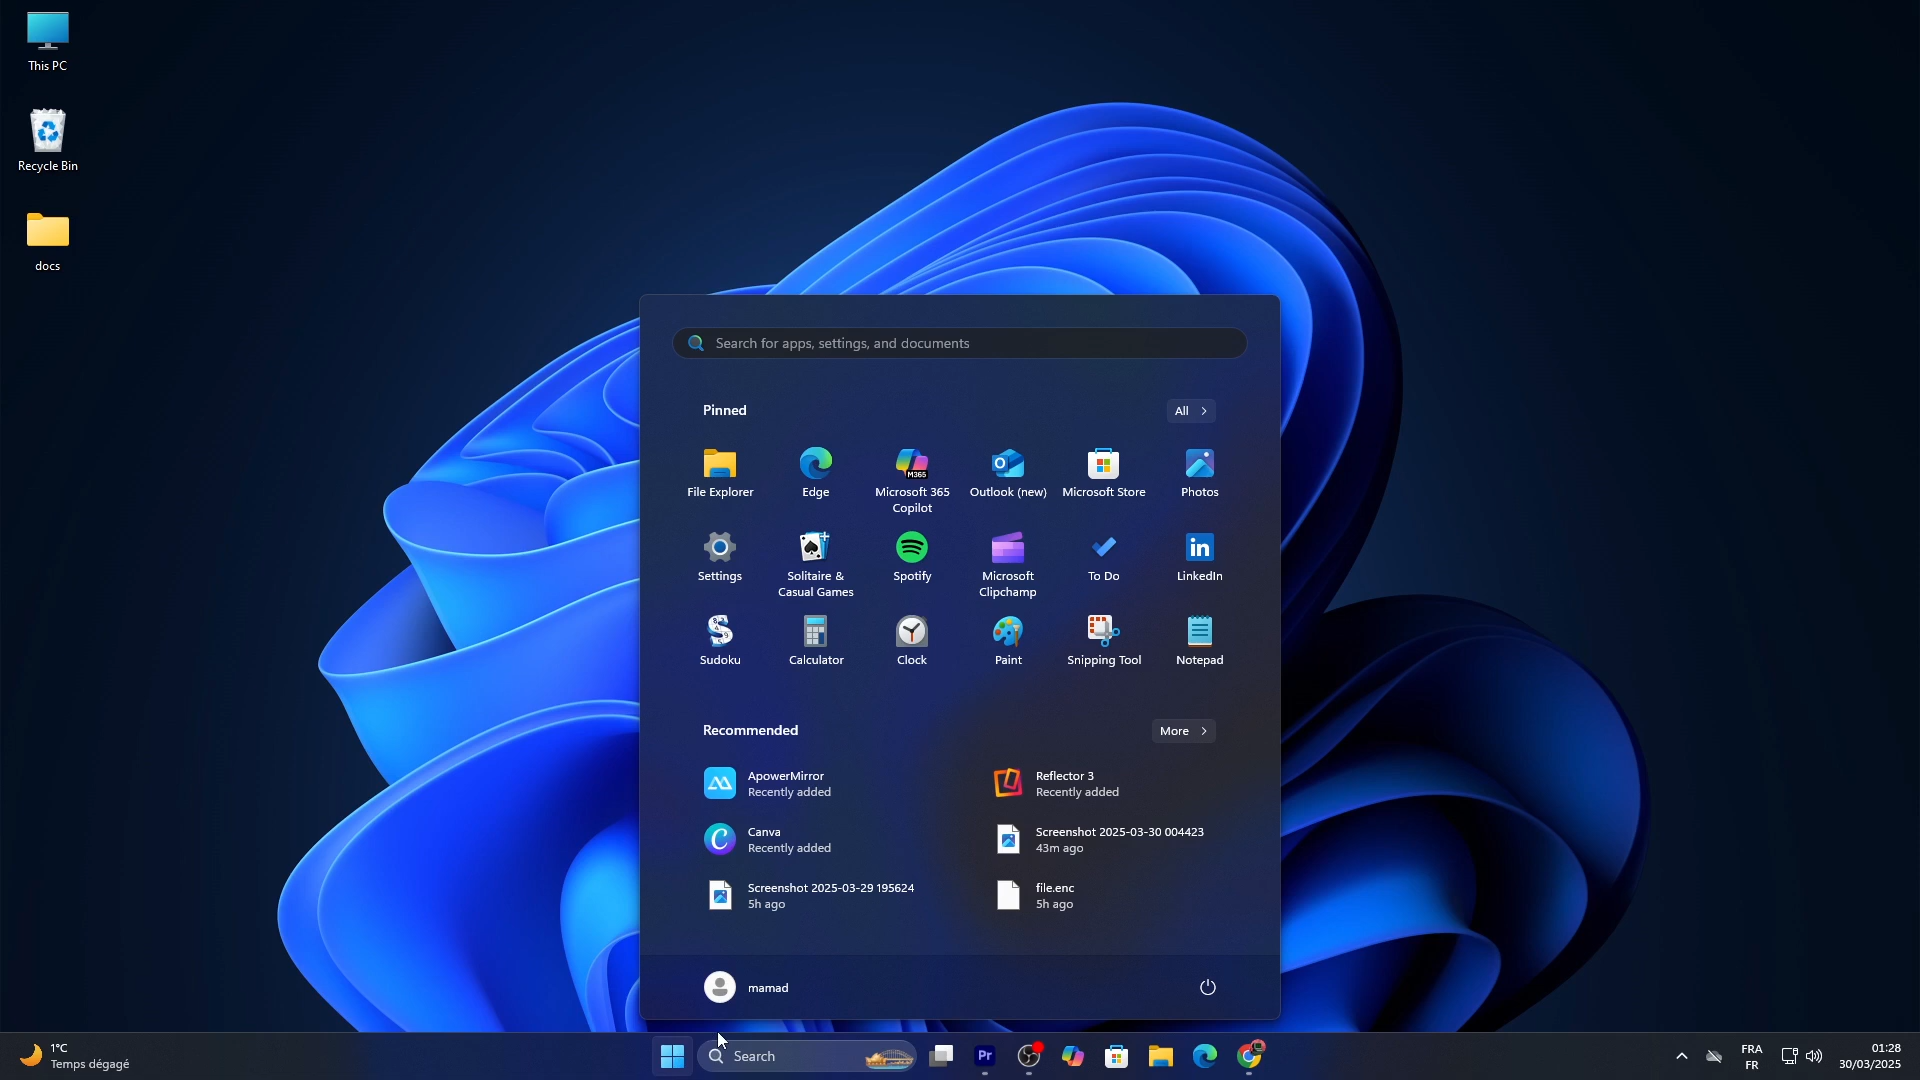 This PC
Recycle Bin
docs
Search for apps, settings, and documents
Pinned
All
File Explorer
Edge
M365
Microsoft 365
Copilot
Outlook (new)
Microsoft Store
Photos
Settings
Solitaire &
Casual Games
Spotify
Microsoft
Clipchamp
To Do
LinkedIn
Sudoku
Calculator
Clock
Paint
Snipping Tool
Notepad
Recommended
More
ApowerMirror
Recently added
Reflector 3
Recently added
Canva
Recently added
Screenshot 2025-03-30 004423
43m ago
Screenshot 2025-03-29 195624
5h ago
file.enc
5h ago
mamad
1°C
Temps dégagé
Search
Pr
FRA
FR
01:28
30/03/2025